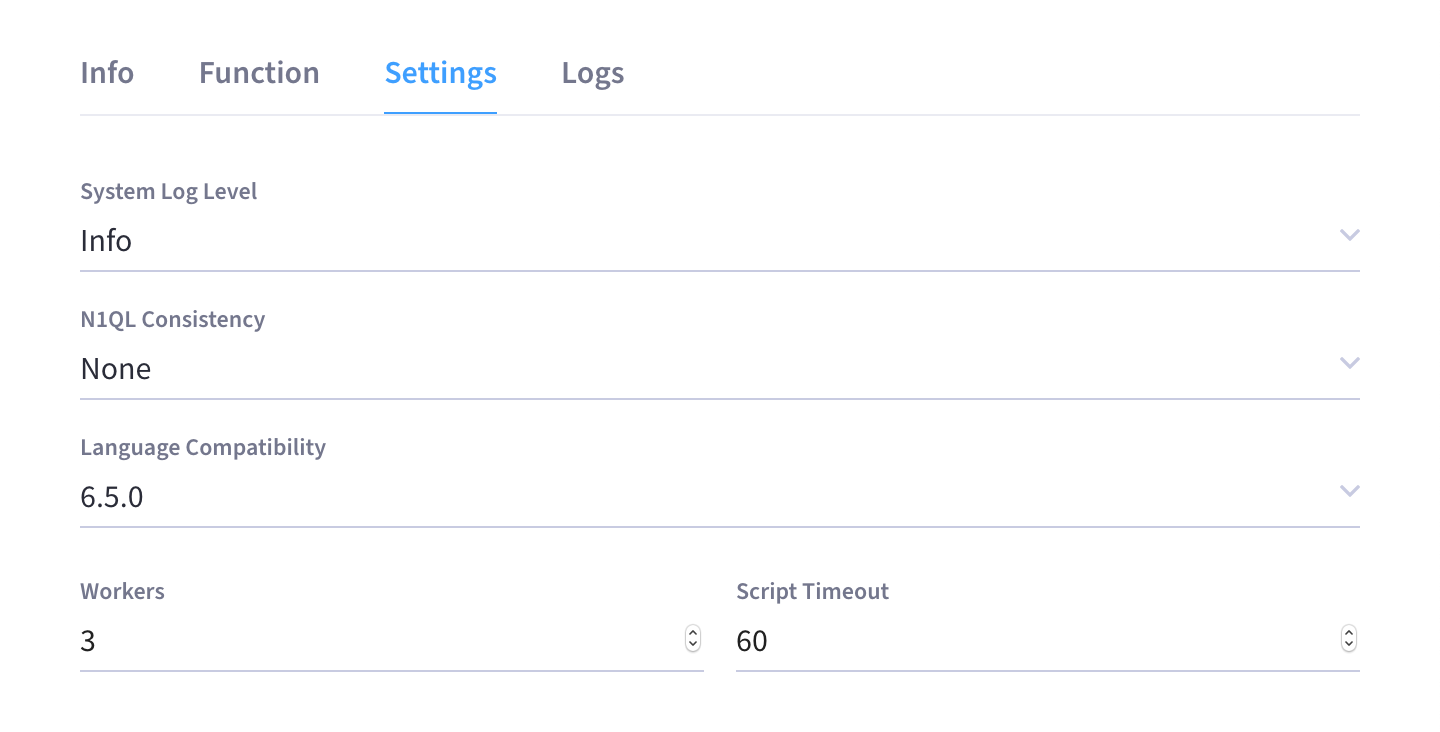 Info Function Settings Logs
System Log Level
Info
N1QL Consistency
None
Language Compatibility
6.5.0
Workers Script Timeout
3 60